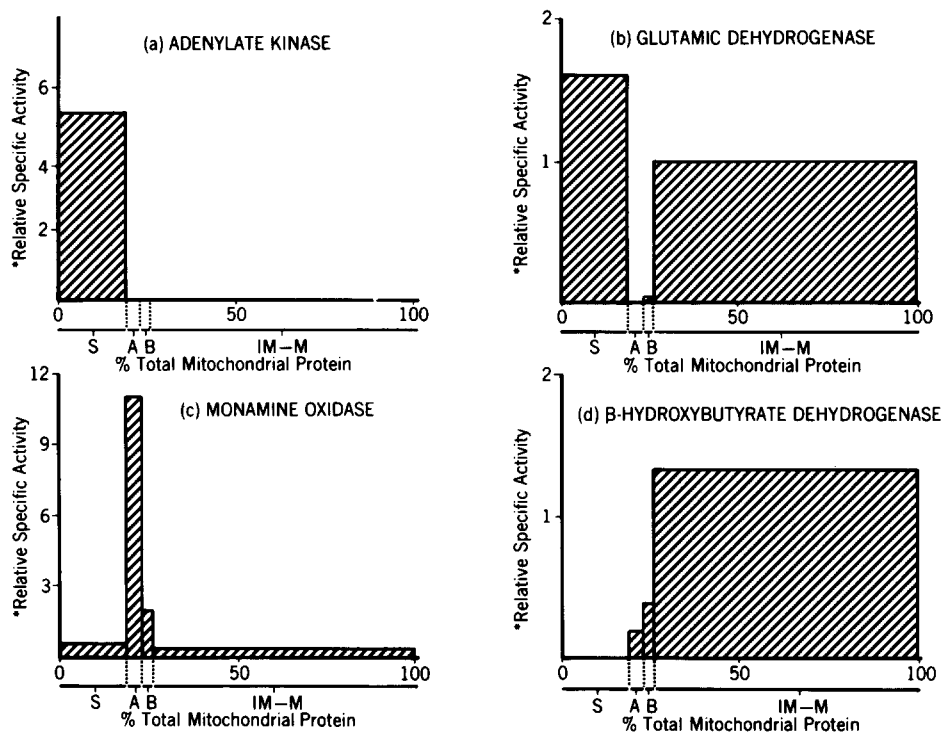 (a) ADENYLATE KINASE
*Relative Specific Activity
6
4
2
0 50 100
S A B IM—M
% Total Mitochondrial Protein
(b) GLUTAMIC DEHYDROGENASE
*Relative Specific Activity
2
1
0 50 100
S A B IM—M
% Total Mitochondrial Protein
(c) MONAMINE OXIDASE
*Relative Specific Activity
12
9
6
3
0 50 100
S A B IM—M
% Total Mitochondrial Protein
(d) β-HYDROXYBUTYRATE DEHYDROGENASE
*Relative Specific Activity
2
1
0 50 100
S A B IM—M
% Total Mitochondrial Protein